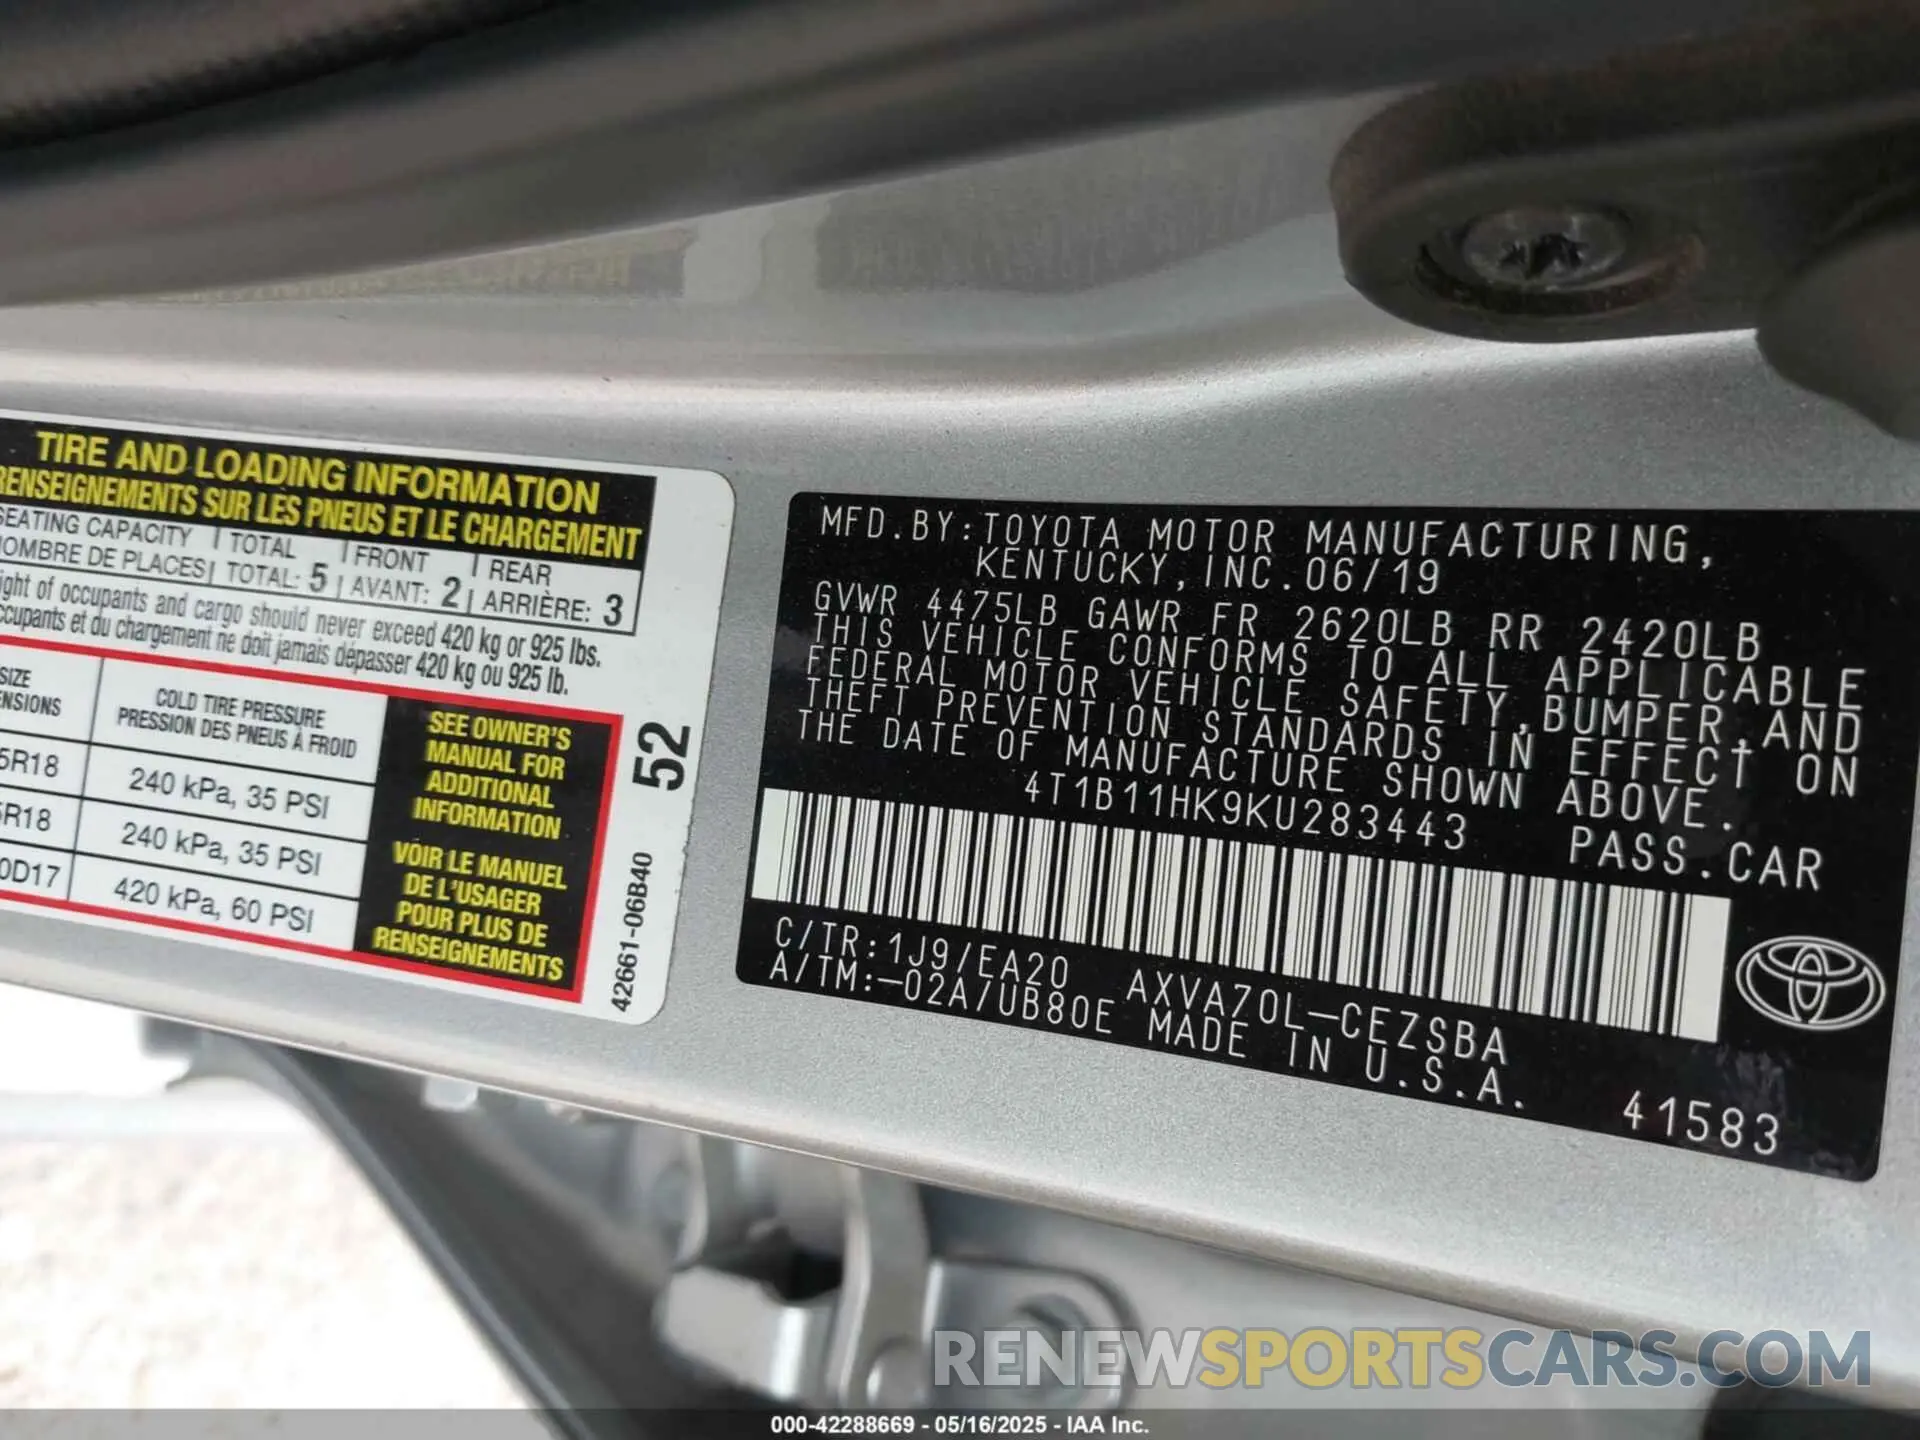 TIRE AND LOADING INFORMATION
RENSEIGNEMENTS SUR LES PNEUS ET LE CHARGEMENT
SEATING CAPACITY TOTAL FRONT REAR
NOMBRE DE PLACES TOTAL: 5 AVANT: 2 ARRIÈRE: 3
ight of occupants and cargo should never exceed 420 kg or 925 lbs.
ccupants et du chargement ne doit jamais dépasser 420 kg ou 925 lb.
SIZE
ENSIONS
COLD TIRE PRESSURE
PRESSION DES PNEUS À FROID
5R18 240 kPa, 35 PSI
5R18 240 kPa, 35 PSI
0D17 420 kPa, 60 PSI
SEE OWNER'S
MANUAL FOR
ADDITIONAL
INFORMATION
VOIR LE MANUEL
DE L'USAGER
POUR PLUS DE
RENSEIGNEMENTS
52
42661-06B40
MFD.BY:TOYOTA MOTOR MANUFACTURING,
KENTUCKY,INC.06/19
GVWR 4475LB GAWR FR 2620LB RR 2420LB
THIS VEHICLE CONFORMS TO ALL APPLICABLE
FEDERAL MOTOR VEHICLE SAFETY,BUMPER,AND
THEFT PREVENTION STANDARDS IN EFFECT ON
THE DATE OF MANUFACTURE SHOWN ABOVE.
4T1B11HK9KU283443 PASS.CAR
C/TR:1J9/EA20 AXVA70L-CEZSBA
A/TM:-02A/UB80E MADE IN U.S.A.
41583
RENEWSPORTSCARS.COM
000-42288669 - 05/16/2025 - IAA Inc.